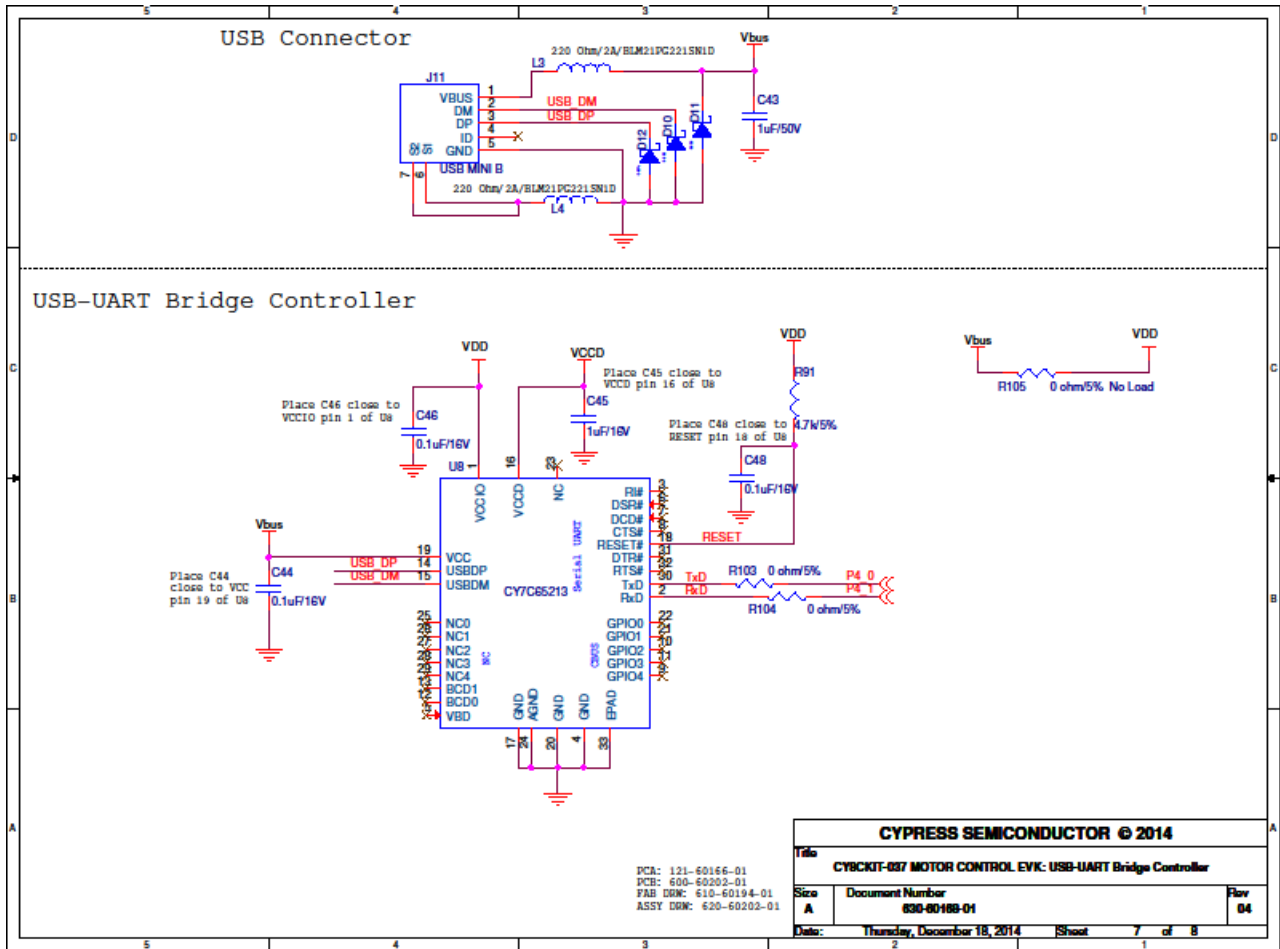 5 4 3 2 1
USB Connector
220 Ohm/2A/BLM21PG221SN1D
L3
Vbus
J11
VBUS 1
DM 2 USB_DM
DP 3 USB_DP
ID 4
GND 5
S2 S1
7 6
USB MINI B
D12 D10 D11
C43
1uF/50V
220 Ohm/2A/BLM21PG221SN1D
L4
D D
USB-UART Bridge Controller
VDD
VCCD
Place C45 close to
VCCD pin 16 of U8
C45
1uF/16V
Place C46 close to
VCCIO pin 1 of U8
C46
0.1uF/16V
VDD
R91
4.7k/5%
Place C48 close to
RESET pin 18 of U8
C48
0.1uF/16V
Vbus
VDD
R105 0 ohm/5% No Load
C C
U8 1 16 23
VCCIO VCCD NC
RI# 3
DSR#
DCD#
CTS#
RESET# 18 RESET
DTR# 31
RTS# 32
TxD 30 TxD R103 0 ohm/5% P4_0
RxD 2 RxD R104 0 ohm/5% P4_1
Serial UART
CY7C65213
Vbus
19 VCC
USB_DP 14 USBDP
USB_DM 15 USBDM
Place C44
close to VCC
pin 19 of U8
C44
0.1uF/16V
25 NC0
NC1
NC2
NC3
NC4
BCD1
BCD0
VBD
NC
CMOS
GPIO0 22
GPIO1 21
GPIO2 10
GPIO3 11
GPIO4
GND AGND GND GND EPAD
17 24 20 4 33
B B
A A
PCA: 121-60166-01
PCB: 600-60202-01
FAB DRW: 610-60194-01
ASSY DRW: 620-60202-01
CYPRESS SEMICONDUCTOR © 2014
Title
CY8CKIT-037 MOTOR CONTROL EVK: USB-UART Bridge Controller
Size Document Number Rev
A 630-60168-01 04
Date: Thursday, December 18, 2014 Sheet 7 of 8
5 4 3 2 1